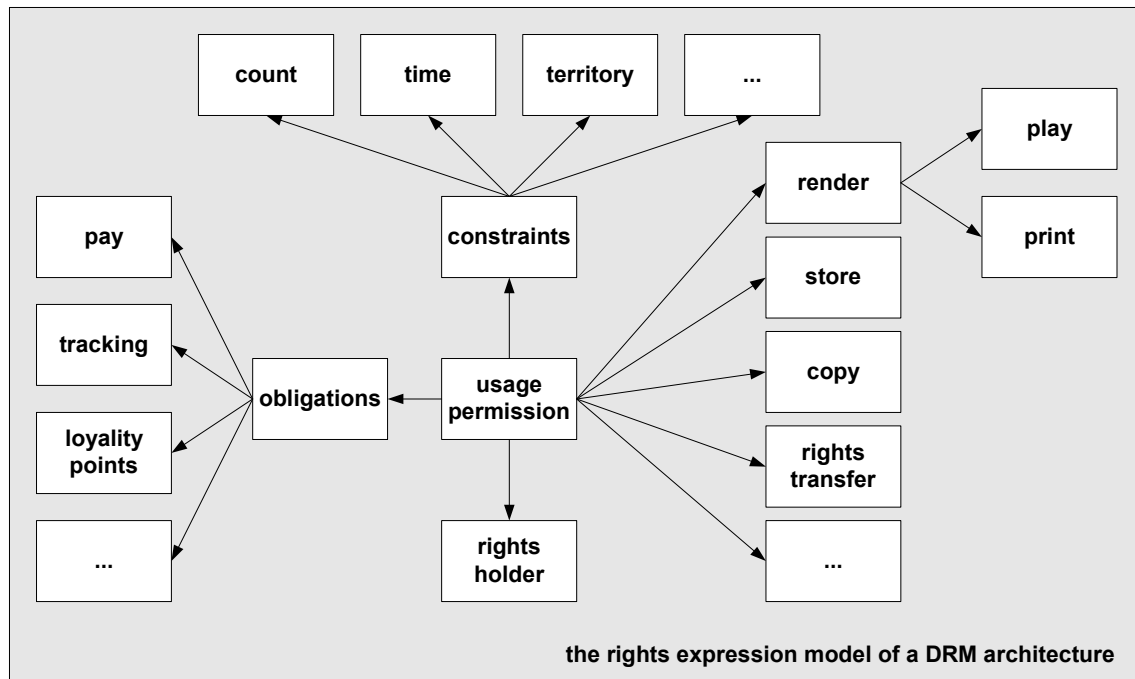 count
time
territory
...
play
render
pay
constraints
print
store
tracking
copy
obligations
usage
permission
loyality
points
rights
transfer
...
rights
holder
...
the rights expression model of a DRM architecture